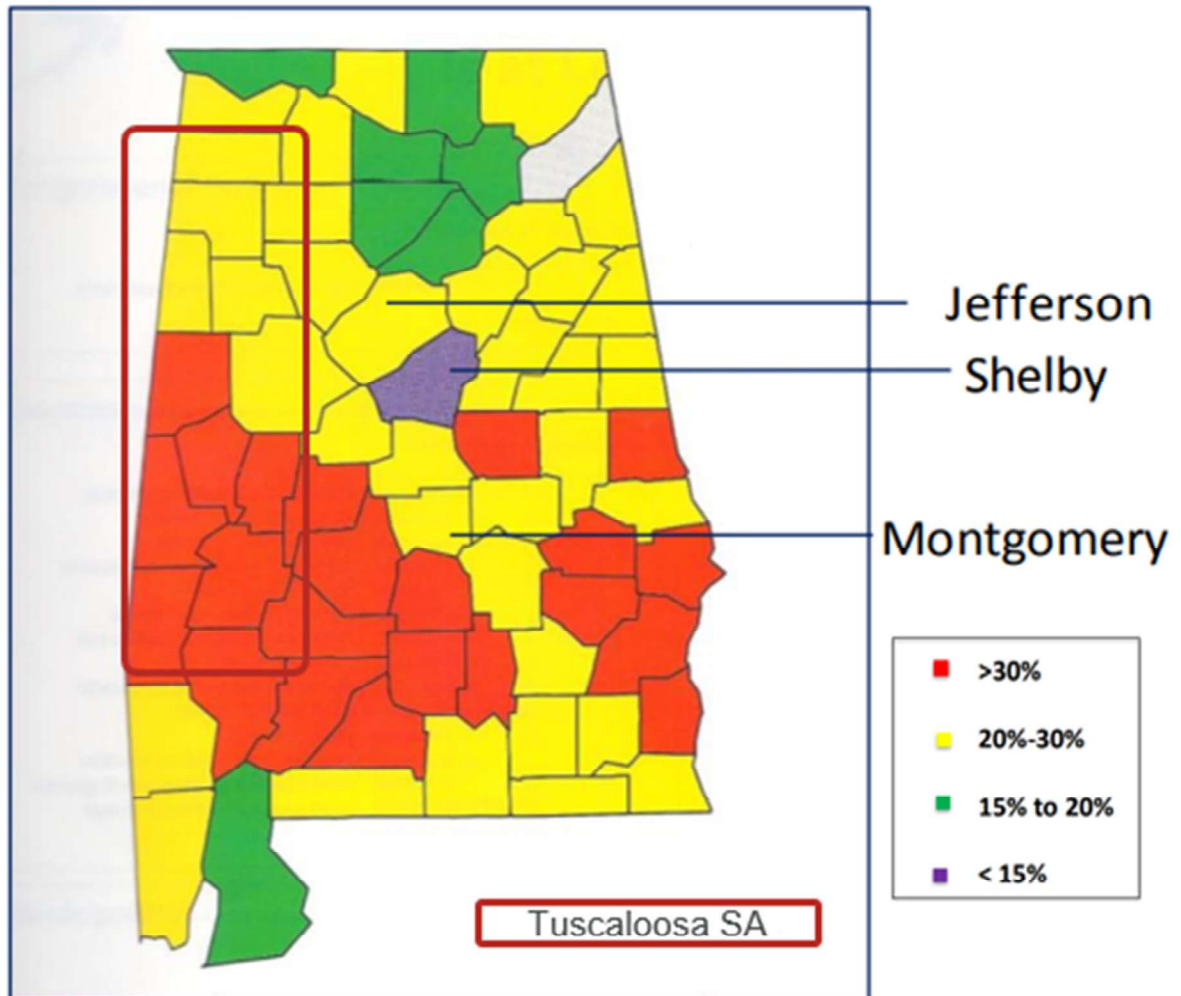 Jefferson
Shelby
Montgomery
>30%
20%-30%
15% to 20%
< 15%
Tuscaloosa SA